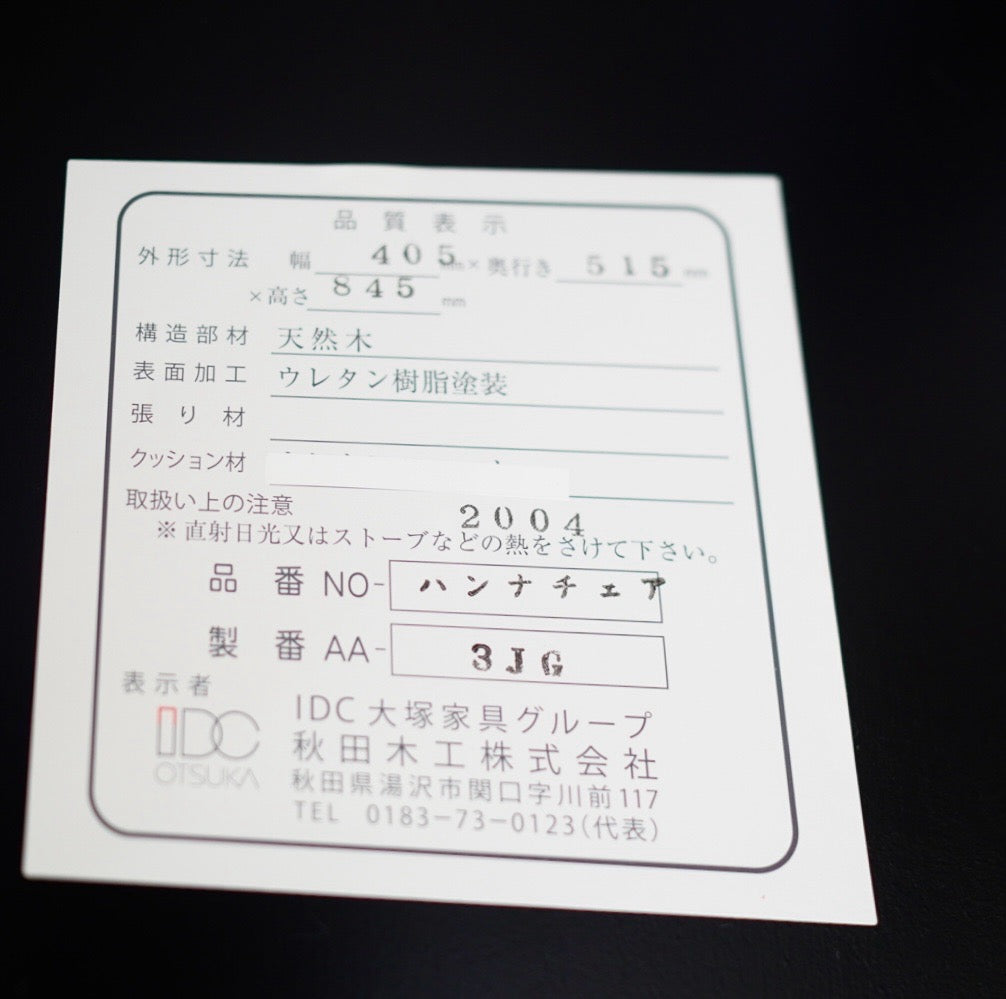 品質表示
外形寸法 幅 405 mm × 奥行き 515 mm
×高さ 845 mm
構造部材 天然木
表面加工 ウレタン樹脂塗装
張り材
クッション材
取扱い上の注意 2004
※直射日光又はストーブなどの熱をさけて下さい。
品番 NO- ハンナチェア
製番 AA- 3JG
表示者
IDC OTSUKA
IDC大塚家具グループ
秋田木工株式会社
秋田県湯沢市関口字川前117
TEL 0183-73-0123(代表)